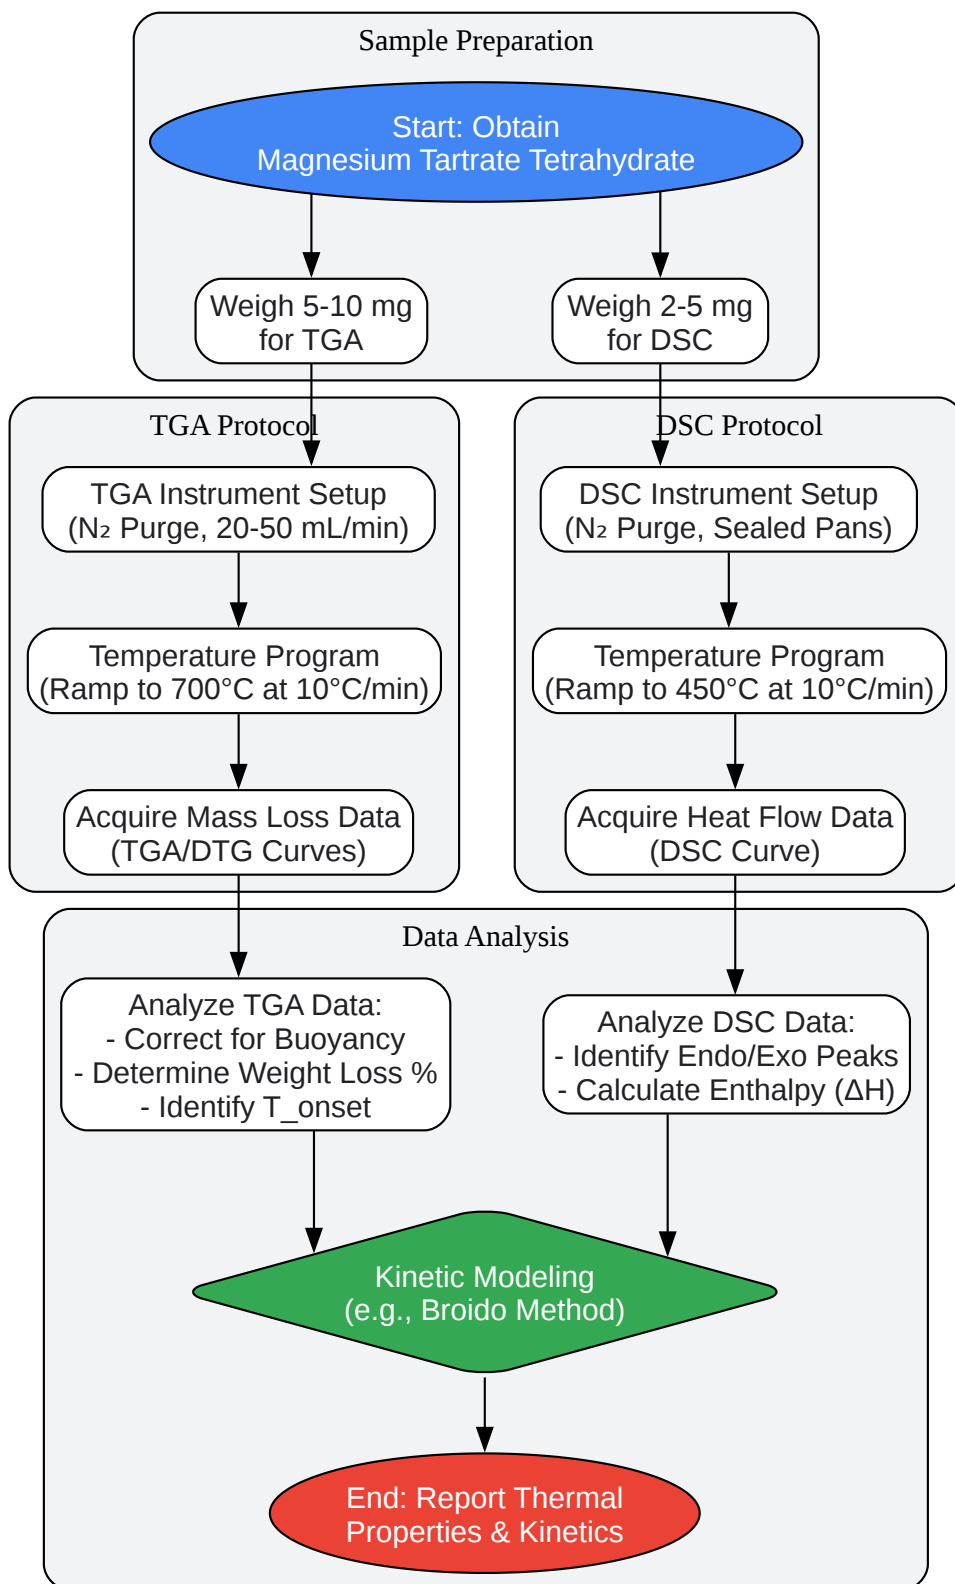 Sample Preparation
Start: Obtain
Magnesium Tartrate Tetrahydrate
Weigh 5-10 mg
for TGA
Weigh 2-5 mg
for DSC
TGA Protocol
TGA Instrument Setup
(N₂ Purge, 20-50 mL/min)
Temperature Program
(Ramp to 700°C at 10°C/min)
Acquire Mass Loss Data
(TGA/DTG Curves)
DSC Protocol
DSC Instrument Setup
(N₂ Purge, Sealed Pans)
Temperature Program
(Ramp to 450°C at 10°C/min)
Acquire Heat Flow Data
(DSC Curve)
Data Analysis
Analyze TGA Data:
- Correct for Buoyancy
- Determine Weight Loss %
- Identify T_onset
Analyze DSC Data:
- Identify Endo/Exo Peaks
- Calculate Enthalpy (ΔH)
Kinetic Modeling
(e.g., Broido Method)
End: Report Thermal
Properties & Kinetics